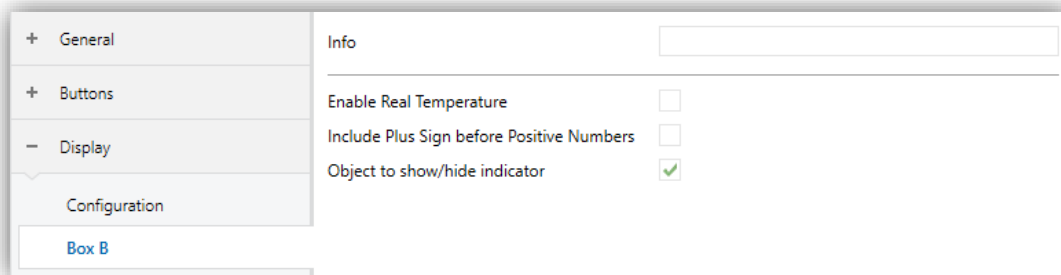 General
Buttons
Display
Configuration
Box B
Info
Enable Real Temperature
Include Plus Sign before Positive Numbers
Object to show/hide indicator